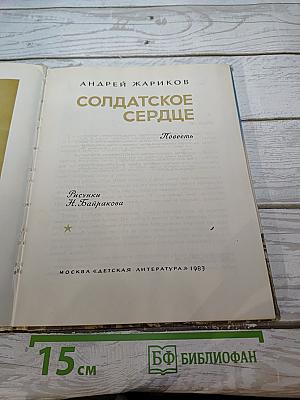 АНДРЕЙ ЖАРИКОВ
СОЛДАТСКОЕ
СЕРДЦЕ
Повесть
Рисунки
Н. Байракова
МОСКВА «ДЕТСКАЯ ЛИТЕРАТУРА» 1983
15 см
БФ БИБЛИОФАН